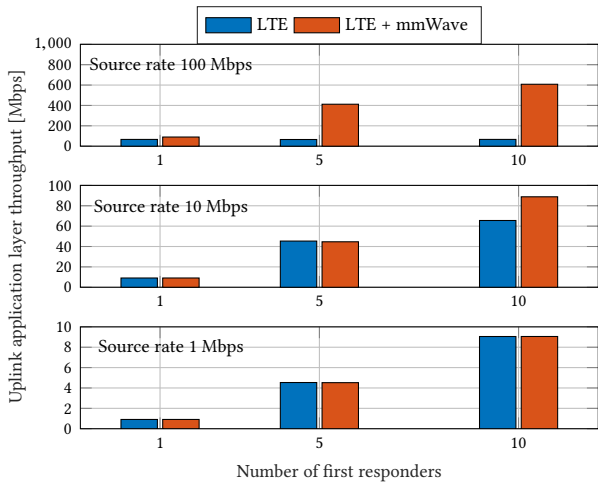 LTE LTE + mmWave
Uplink application layer throughput [Mbps]
1,000
800
600
400
200
0
Source rate 100 Mbps
1 5 10
100
80
60
40
20
0
Source rate 10 Mbps
1 5 10
10
8
6
4
2
0
Source rate 1 Mbps
1 5 10
Number of first responders